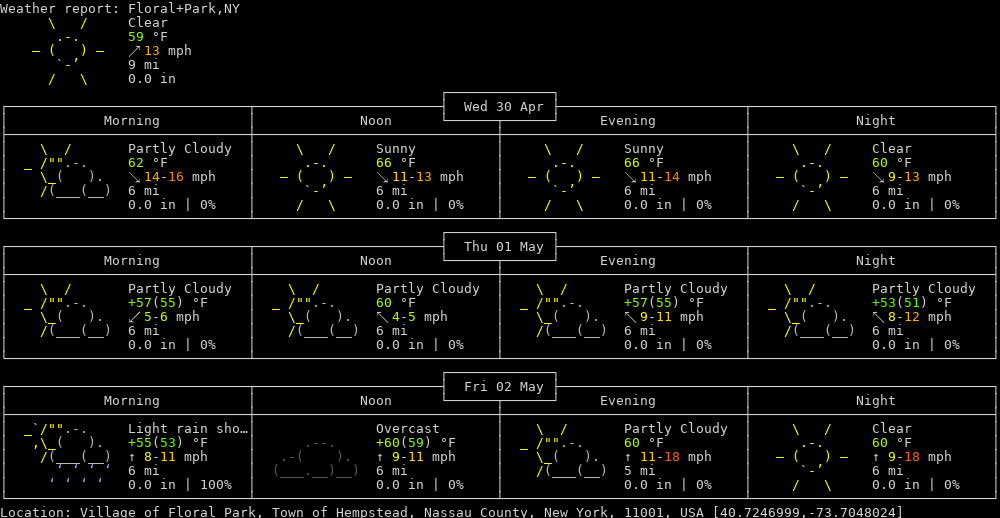 Weather report: Floral+Park,NY
Clear
59 °F
↗ 13 mph
9 mi
0.0 in
Wed 30 Apr
Morning Noon Evening Night
Partly Cloudy Sunny Sunny Clear
62 °F 66 °F 66 °F 60 °F
↘ 14-16 mph ↘ 11-13 mph ↘ 11-14 mph ↘ 9-13 mph
6 mi 6 mi 6 mi 6 mi
0.0 in | 0% 0.0 in | 0% 0.0 in | 0% 0.0 in | 0%
Thu 01 May
Morning Noon Evening Night
Partly Cloudy Partly Cloudy Partly Cloudy Partly Cloudy
+57(55) °F 60 °F +57(55) °F +53(51) °F
↙ 5-6 mph ↖ 4-5 mph ↖ 9-11 mph ↖ 8-12 mph
6 mi 6 mi 6 mi 6 mi
0.0 in | 0% 0.0 in | 0% 0.0 in | 0% 0.0 in | 0%
Fri 02 May
Morning Noon Evening Night
Light rain sho… Overcast Partly Cloudy Clear
+55(53) °F +60(59) °F 60 °F 60 °F
↑ 8-11 mph ↑ 9-11 mph ↑ 11-18 mph ↑ 9-18 mph
6 mi 6 mi 5 mi 6 mi
0.0 in | 100% 0.0 in | 0% 0.0 in | 0% 0.0 in | 0%
Location: Village of Floral Park, Town of Hempstead, Nassau County, New York, 11001, USA [40.7246999,-73.7048024]